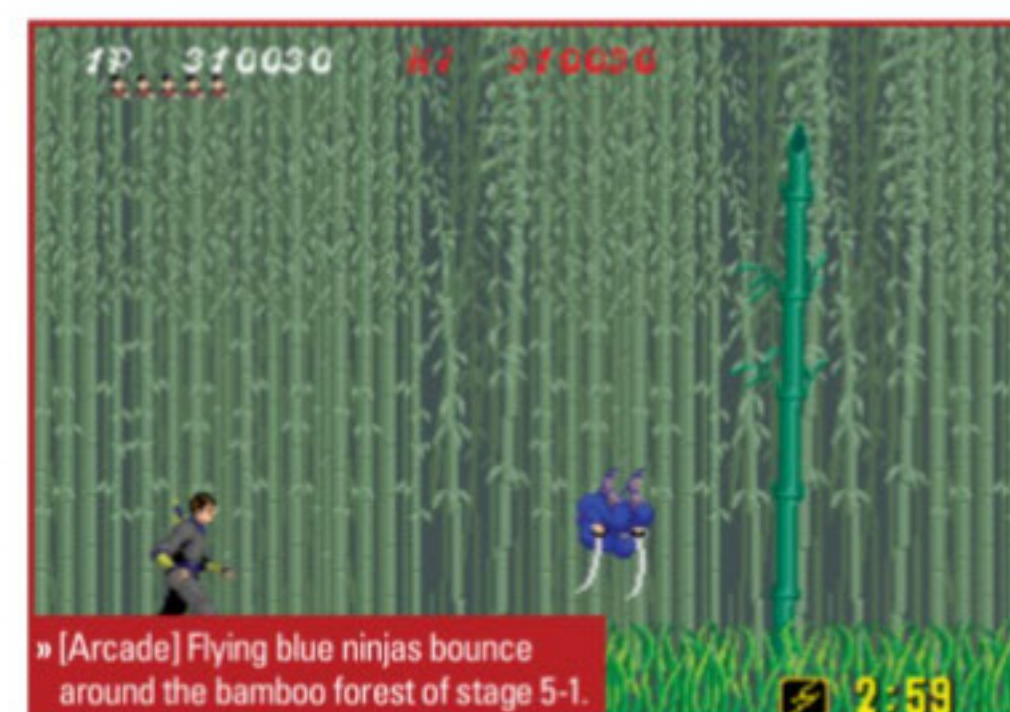 1P 310030 Hi 310030
» [Arcade] Flying blue ninjas bounce
around the bamboo forest of stage 5-1.
2:59